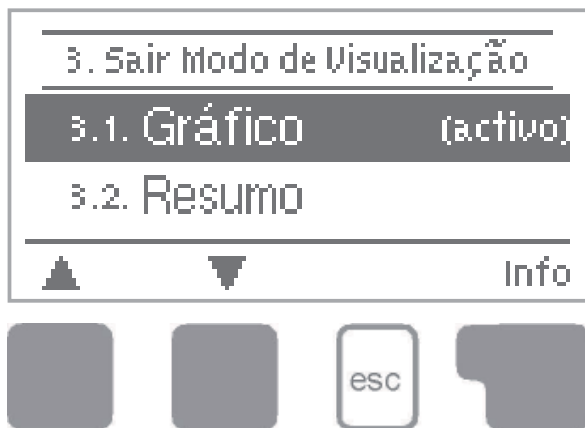 3. Sair Modo de Visualização
3.1. Gráfico (activo)
3.2. Resumo
Info
esc